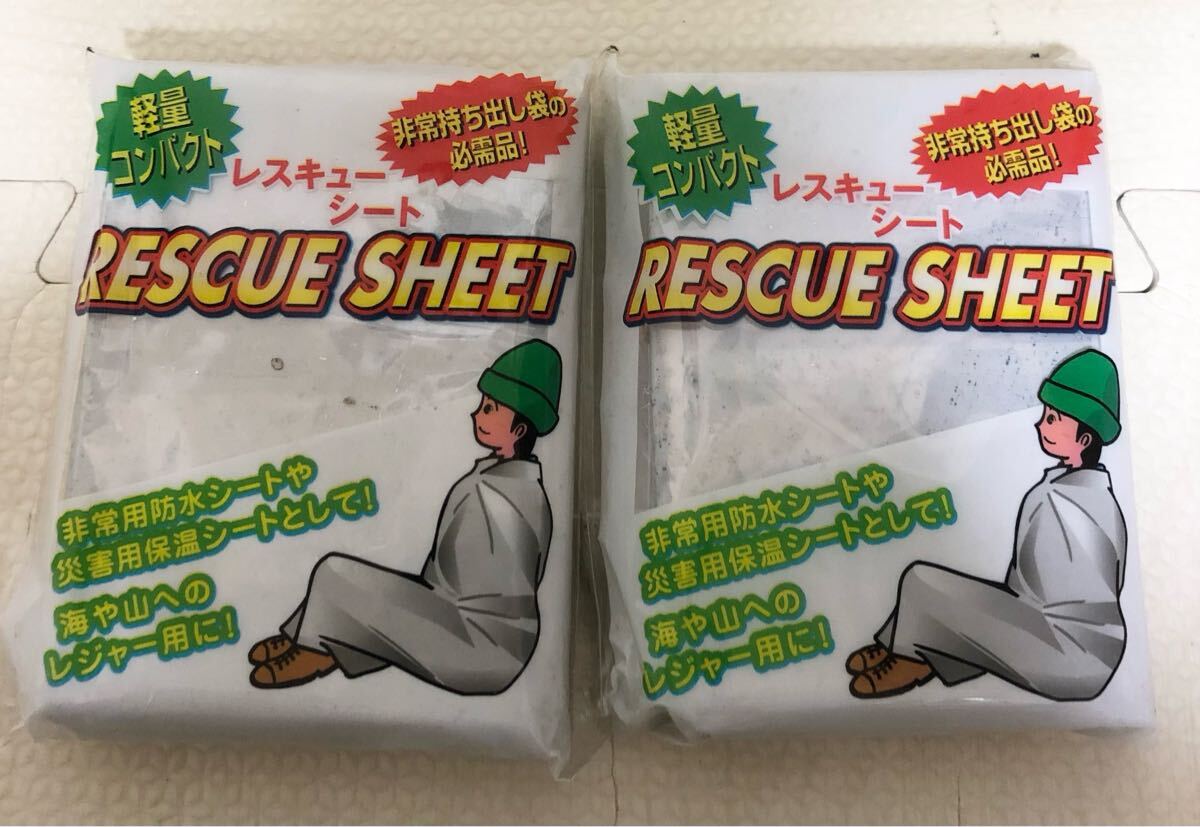 軽量
コンパクト
非常持ち出し袋の
必需品!
レスキュー
シート
RESCUE SHEET
非常用防水シートや
災害用保温シートとして!
海や山への
レジャー用に!
軽量
コンパクト
非常持ち出し袋の
必需品!
レスキュー
シート
RESCUE SHEET
非常用防水シートや
災害用保温シートとして!
海や山への
レジャー用に!